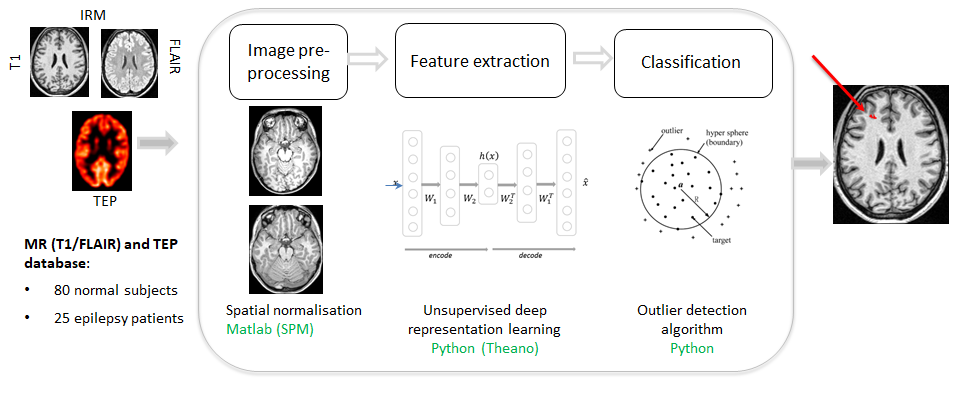 IRM
T1
FLAIR
TEP
MR (T1/FLAIR) and TEP
database:
• 80 normal subjects
• 25 epilepsy patients
Image pre-
processing
Feature extraction
Classification
x
W₁
W₂
h(x)
W₂ᵀ
W₁ᵀ
x̂
encode
decode
outlier
hyper sphere
(boundary)
a
R
target
Spatial normalisation
Matlab (SPM)
Unsupervised deep
representation learning
Python (Theano)
Outlier detection
algorithm
Python